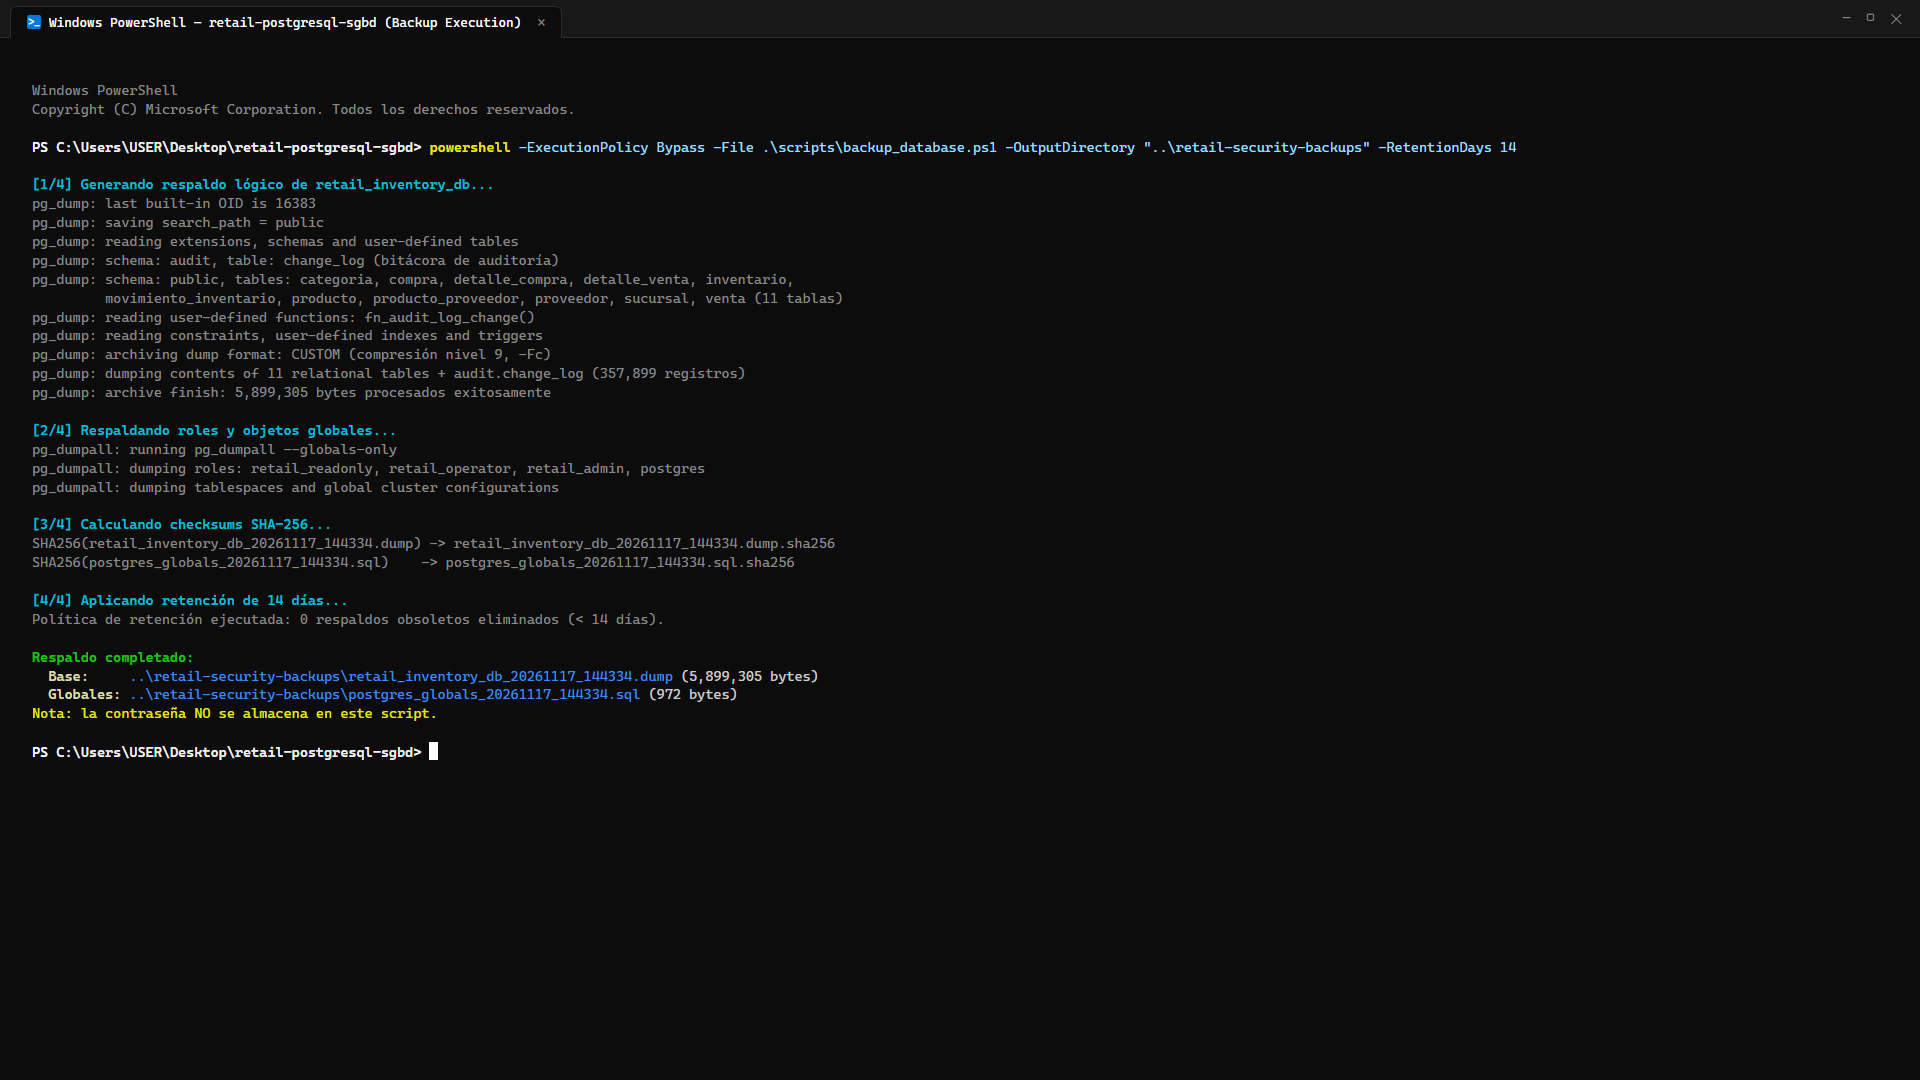 Windows PowerShell — retail-postgresql-sgbd (Backup Execution)
Windows PowerShell
Copyright (C) Microsoft Corporation. Todos los derechos reservados.
PS C:\Users\USER\Desktop\retail-postgresql-sgbd> powershell -ExecutionPolicy Bypass -File .\scripts\backup_database.ps1 -OutputDirectory "..\retail-security-backups" -RetentionDays 14
[1/4] Generando respaldo lógico de retail_inventory_db...
pg_dump: last built-in OID is 16383
pg_dump: saving search_path = public
pg_dump: reading extensions, schemas and user-defined tables
pg_dump: schema: audit, table: change_log (bitácora de auditoría)
pg_dump: schema: public, tables: categoria, compra, detalle_compra, detalle_venta, inventario,
movimiento_inventario, producto, producto_proveedor, proveedor, sucursal, venta (11 tablas)
pg_dump: reading user-defined functions: fn_audit_log_change()
pg_dump: reading constraints, user-defined indexes and triggers
pg_dump: archiving dump format: CUSTOM (compresión nivel 9, -Fc)
pg_dump: dumping contents of 11 relational tables + audit.change_log (357,899 registros)
pg_dump: archive finish: 5,899,305 bytes procesados exitosamente
[2/4] Respaldando roles y objetos globales...
pg_dumpall: running pg_dumpall --globals-only
pg_dumpall: dumping roles: retail_readonly, retail_operator, retail_admin, postgres
pg_dumpall: dumping tablespaces and global cluster configurations
[3/4] Calculando checksums SHA-256...
SHA256(retail_inventory_db_20261117_144334.dump) -> retail_inventory_db_20261117_144334.dump.sha256
SHA256(postgres_globals_20261117_144334.sql)    -> postgres_globals_20261117_144334.sql.sha256
[4/4] Aplicando retención de 14 días...
Política de retención ejecutada: 0 respaldos obsoletos eliminados (< 14 días).
Respaldo completado:
Base:     ..\retail-security-backups\retail_inventory_db_20261117_144334.dump (5,899,305 bytes)
Globales: ..\retail-security-backups\postgres_globals_20261117_144334.sql (972 bytes)
Nota: la contraseña NO se almacena en este script.
PS C:\Users\USER\Desktop\retail-postgresql-sgbd>